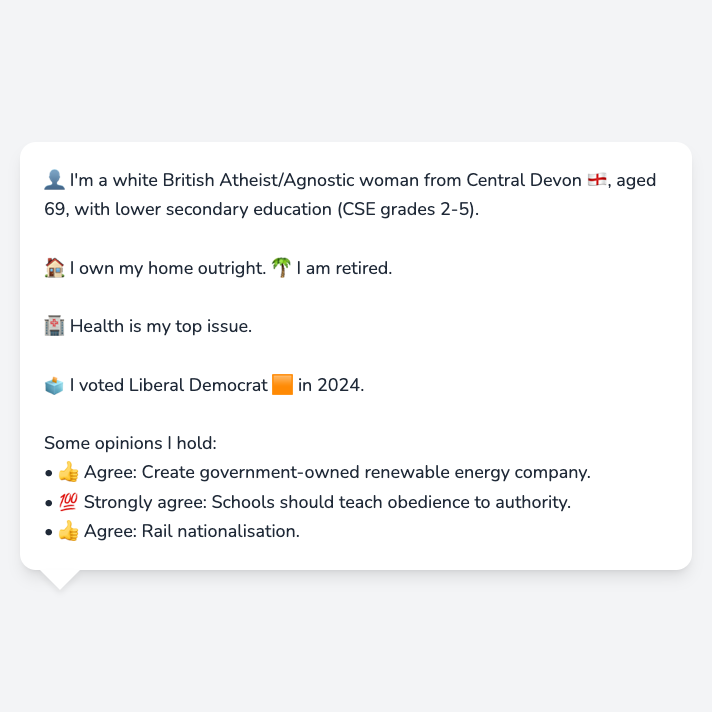 👤 I'm a white British Atheist/Agnostic woman from Central Devon 🏴󠁧󠁢󠁥󠁮󠁧󠁿, aged
69, with lower secondary education (CSE grades 2-5).
🏠 I own my home outright. 🌴 I am retired.
🏥 Health is my top issue.
🗳️ I voted Liberal Democrat 🟧 in 2024.
Some opinions I hold:
• 👍 Agree: Create government-owned renewable energy company.
• 💯 Strongly agree: Schools should teach obedience to authority.
• 👍 Agree: Rail nationalisation.